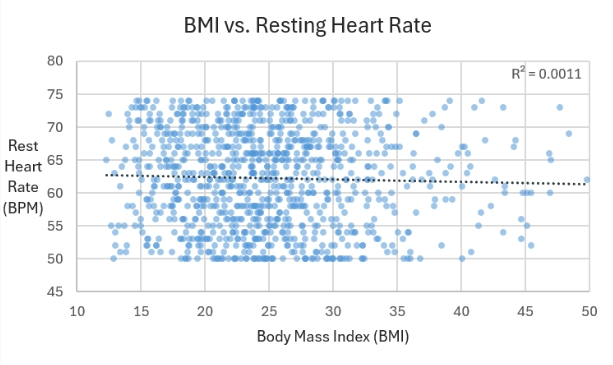 BMI vs. Resting Heart Rate
R² = 0.0011
80
75
70
65
60
55
50
45
Rest
Heart
Rate
(BPM)
10 15 20 25 30 35 40 45 50
Body Mass Index (BMI)